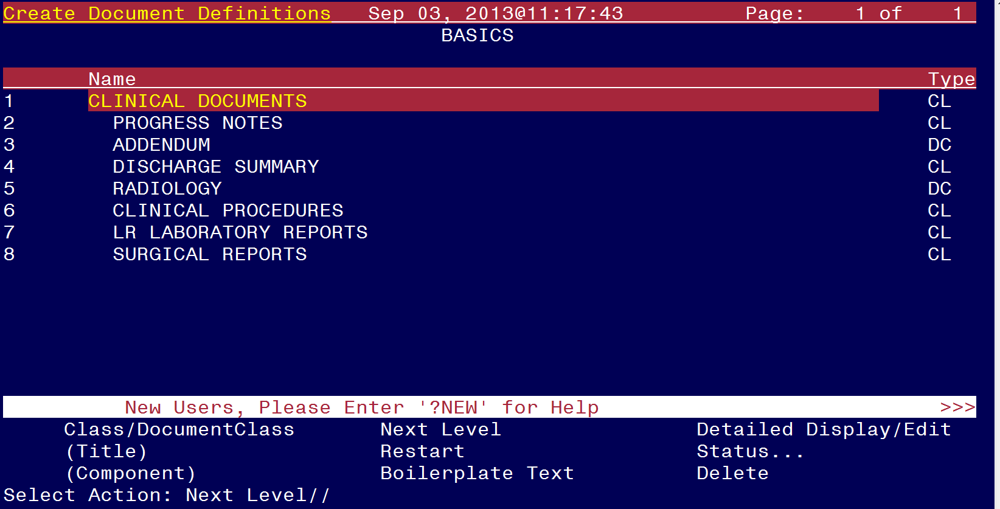 Create Document Definitions Sep 03, 2013@11:17:43 Page: 1 of 1
BASICS
Name Type
1 CLINICAL DOCUMENTS CL
2 PROGRESS NOTES CL
3 ADDENDUM DC
4 DISCHARGE SUMMARY CL
5 RADIOLOGY DC
6 CLINICAL PROCEDURES CL
7 LR LABORATORY REPORTS CL
8 SURGICAL REPORTS CL
New Users, Please Enter '?NEW' for Help >>>
Class/DocumentClass Next Level Detailed Display/Edit
(Title) Restart Status...
(Component) Boilerplate Text Delete
Select Action: Next Level//